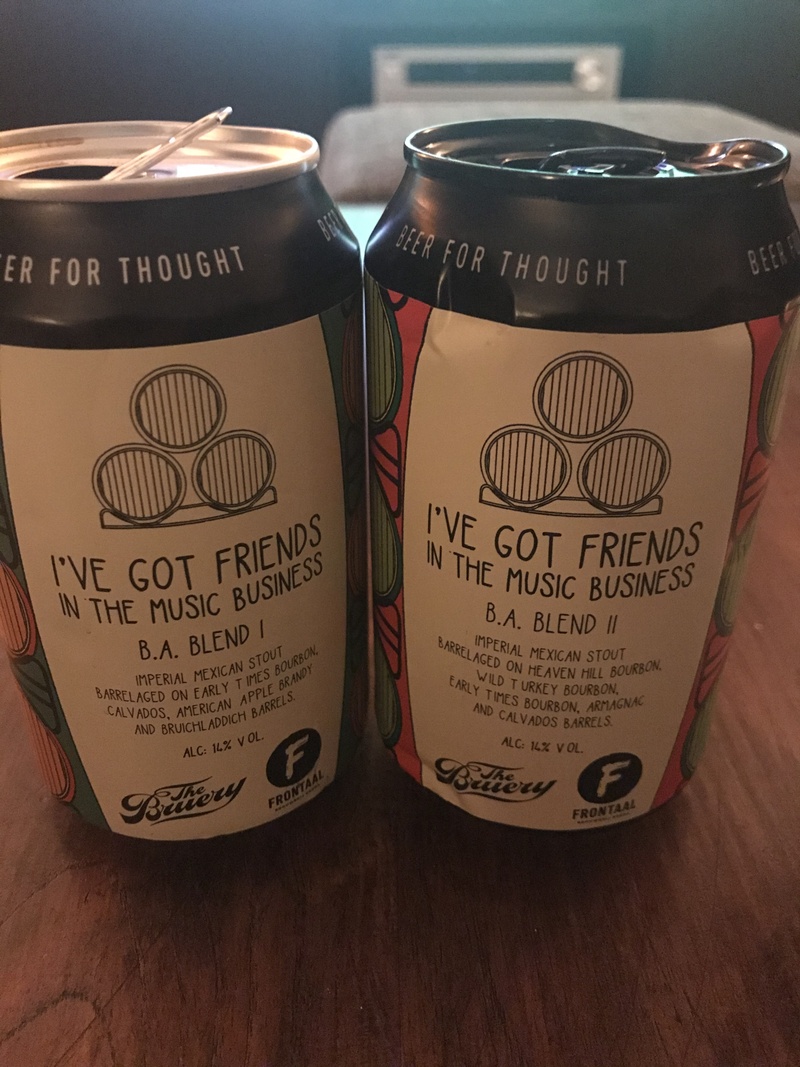 ER FOR THOUGHT
BEER
I'VE GOT FRIENDS
IN THE MUSIC BUSINESS
B.A. BLEND I
IMPERIAL MEXICAN STOUT
BARRELAGED ON EARLY TIMES BOURBON,
CALVADOS, AMERICAN APPLE BRANDY
AND BRUICHLADDICH BARRELS.
ALC: 14% VOL.
The
Bruery
F
FRONTAAL
BEER FOR THOUGHT
BEER F
I'VE GOT FRIENDS
IN THE MUSIC BUSINESS
B.A. BLEND II
IMPERIAL MEXICAN STOUT
BARRELAGED ON HEAVEN HILL BOURBON,
WILD TURKEY BOURBON,
EARLY TIMES BOURBON, ARMAGNAC
AND CALVADOS BARRELS.
ALC: 14% VOL.
The
Bruery
F
FRONTAAL